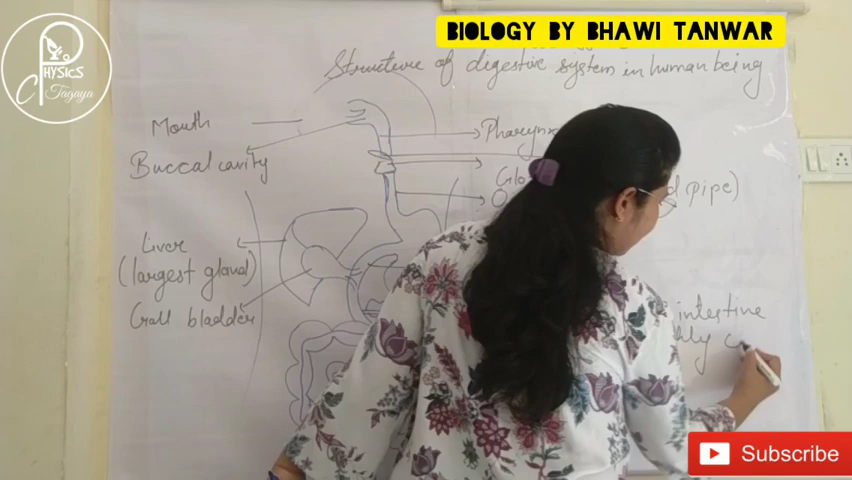 BIOLOGY BY BHAWI TANWAR
PHYSICS
Tagaya
Structure of digestive system in human being
Mouth
Pharynx
Buccal cavity
pipe)
Liver
(largest gland)
Gall bladder
intestine
Subscribe